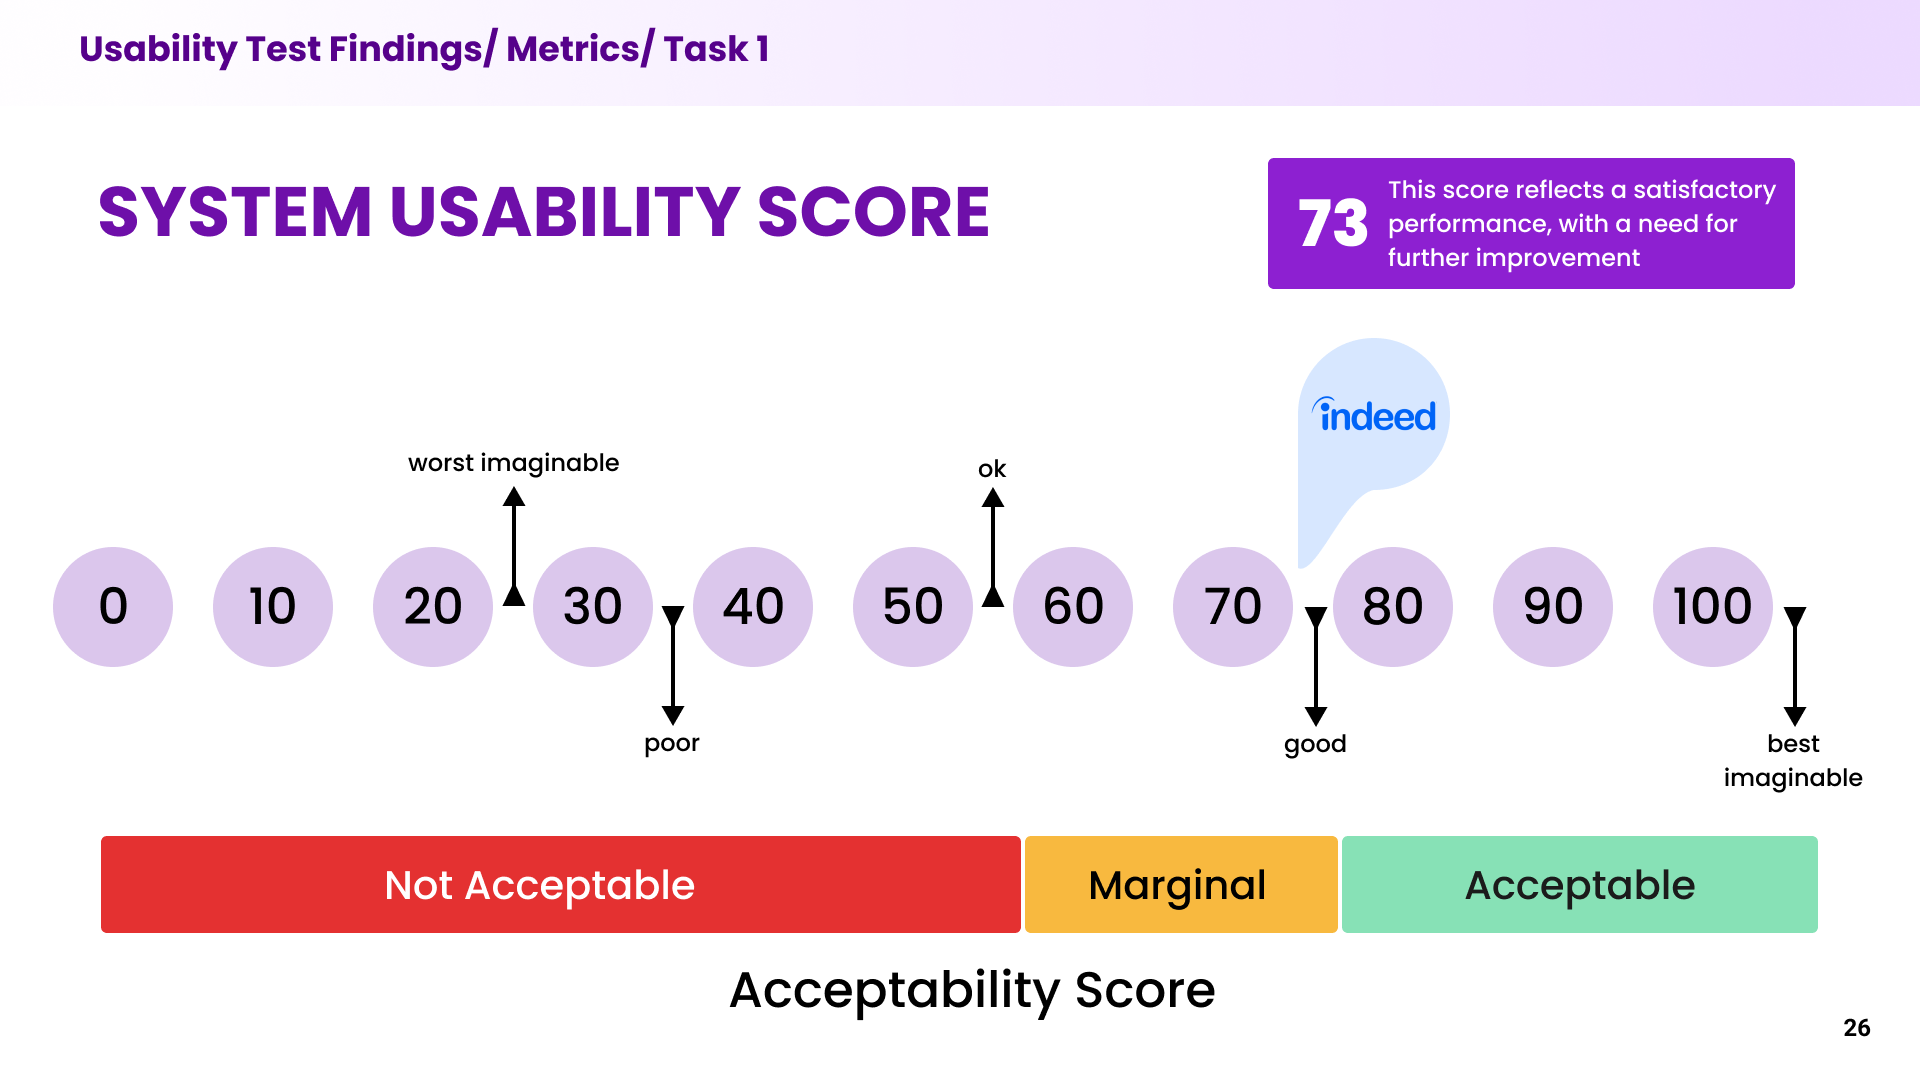 Usability Test Findings/ Metrics/ Task 1
SYSTEM USABILITY SCORE
73
This score reflects a satisfactory
performance, with a need for
further improvement
indeed
worst imaginable
ok
0 10 20 30 40 50 60 70 80 90 100
poor
good
best
imaginable
Not Acceptable
Marginal
Acceptable
Acceptability Score
26